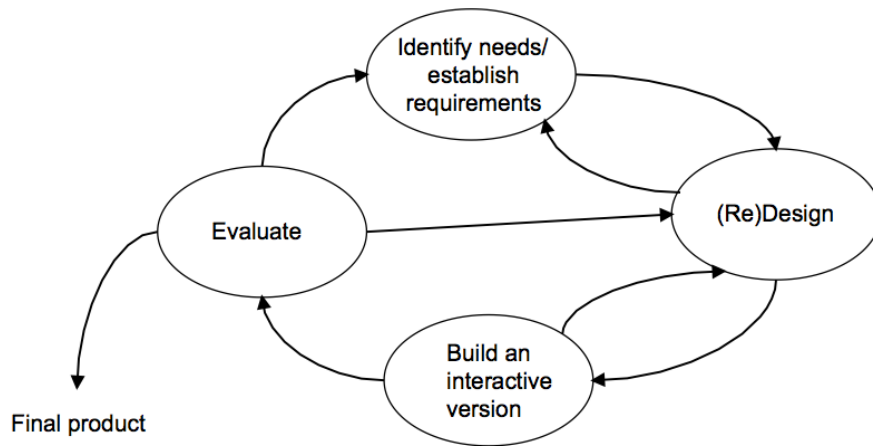 Identify needs/
establish
requirements
(Re)Design
Evaluate
Build an
interactive
version
Final product